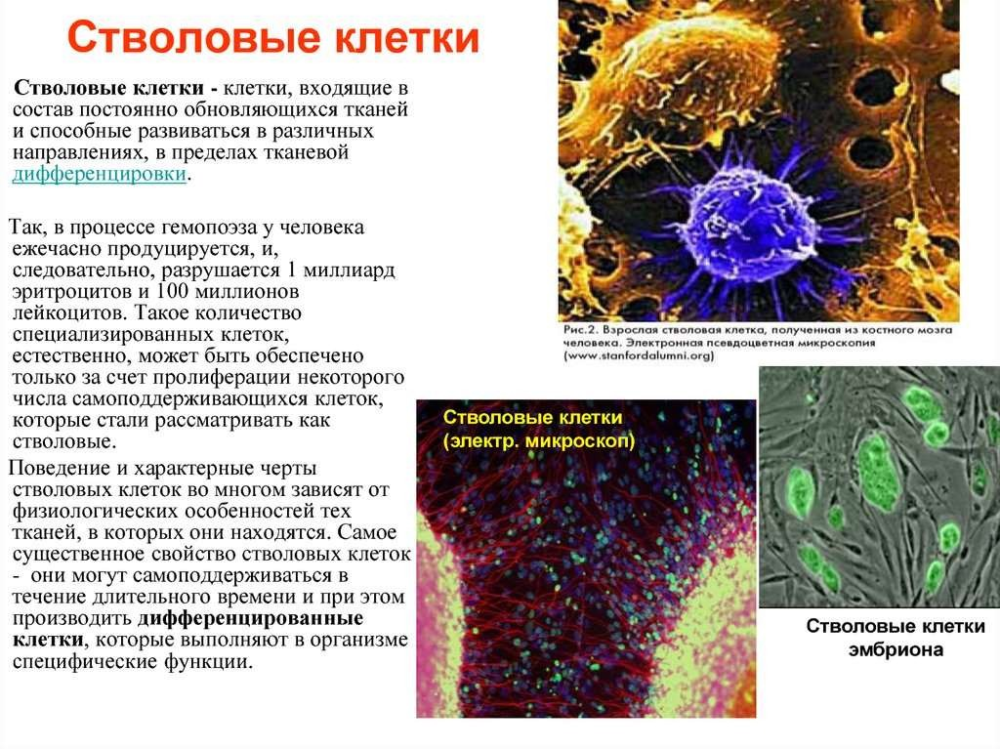 Стволовые клетки
Стволовые клетки - клетки, входящие в
состав постоянно обновляющихся тканей
и способные развиваться в различных
направлениях, в пределах тканевой
дифференцировки.
Так, в процессе гемопоэза у человека
ежечасно продуцируется, и,
следовательно, разрушается 1 миллиард
эритроцитов и 100 миллионов
лейкоцитов. Такое количество
специализированных клеток,
естественно, может быть обеспечено
только за счет пролиферации некоторого
числа самоподдерживающихся клеток,
которые стали рассматривать как
стволовые.
Поведение и характерные черты
стволовых клеток во многом зависят от
физиологических особенностей тех
тканей, в которых они находятся. Самое
существенное свойство стволовых клеток
- они могут самоподдерживаться в
течение длительного времени и при этом
производить дифференцированные
клетки, которые выполняют в организме
специфические функции.
Рис.2. Взрослая стволовая клетка, полученная из костного мозга
человека. Электронная псевдоцветная микроскопия
(www.stanfordalumni.org)
Стволовые клетки
(электр. микроскоп)
Стволовые клетки
эмбриона